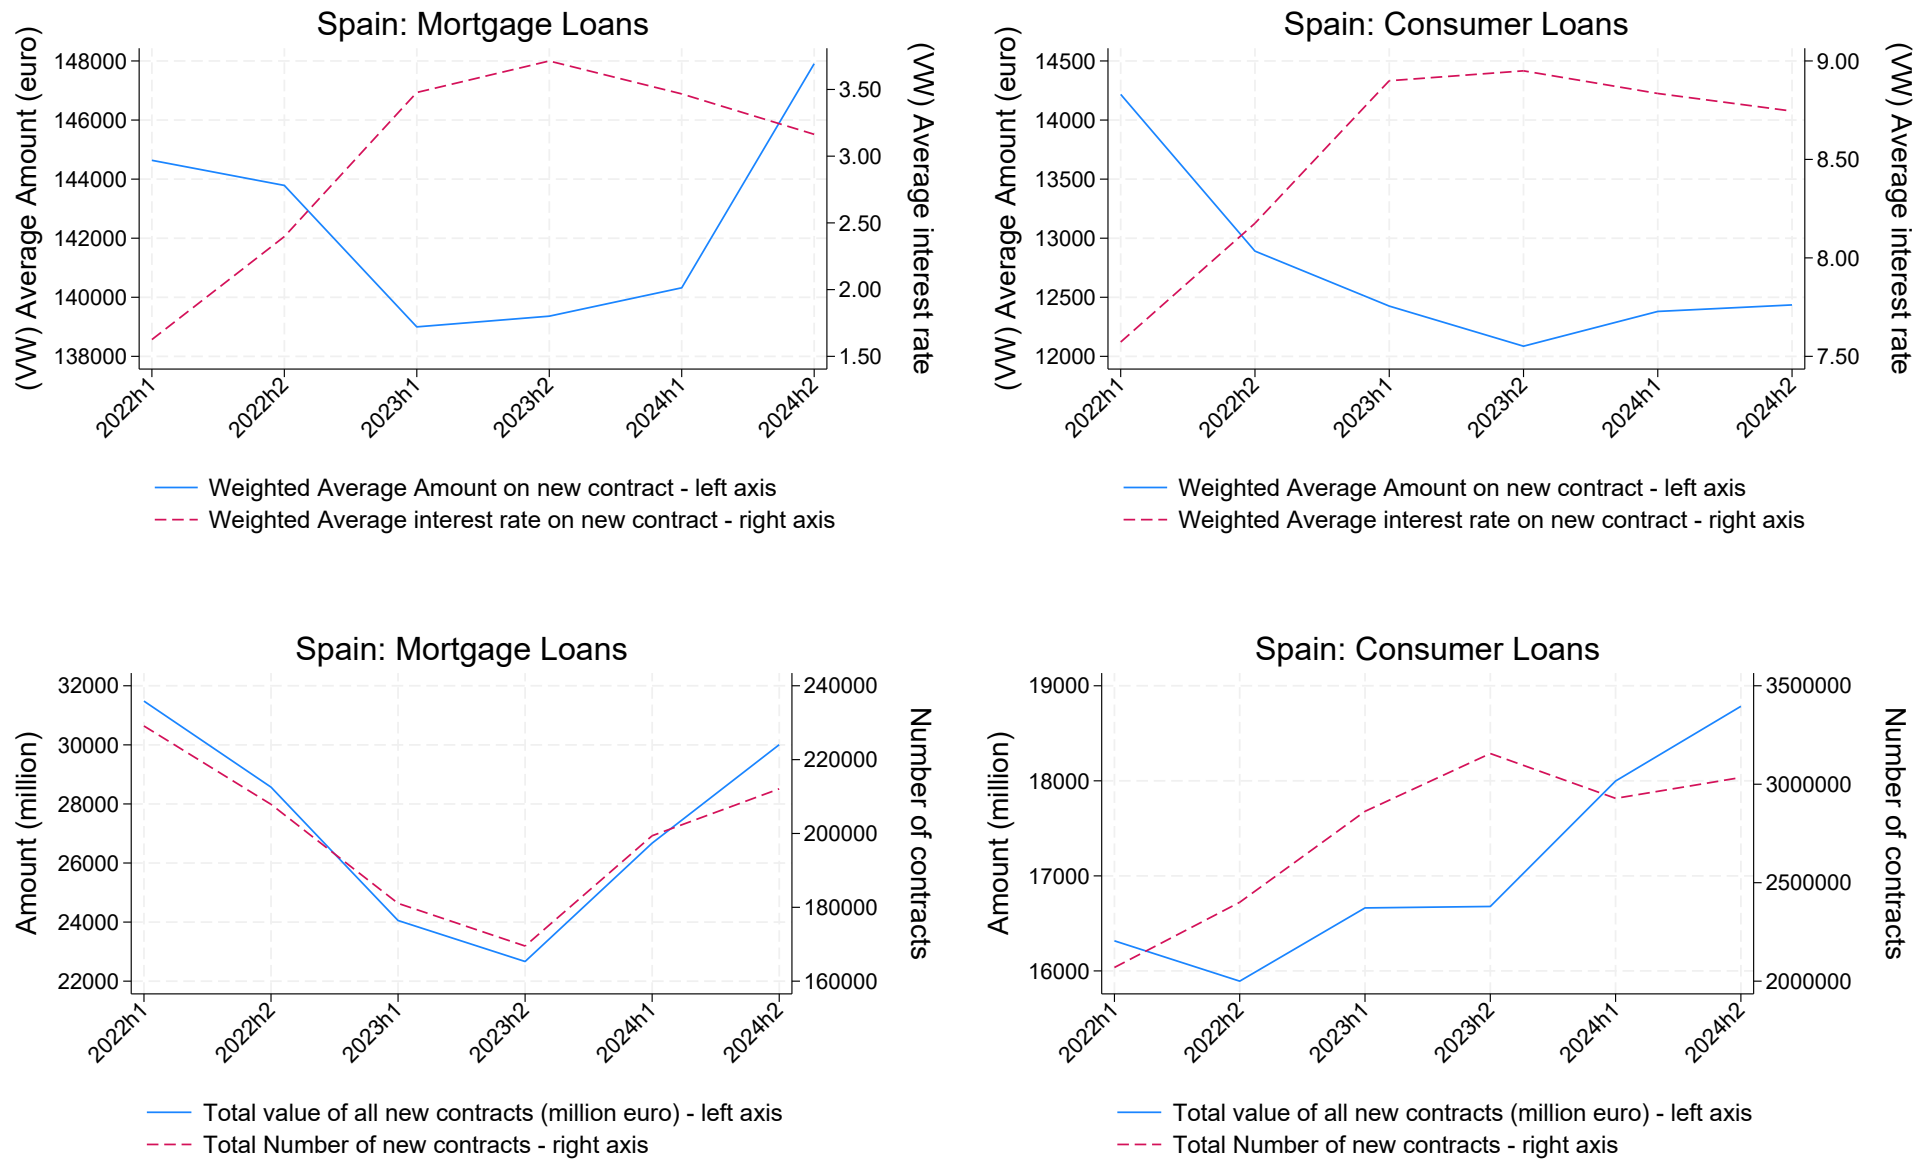 Spain: Mortgage Loans
(VW) Average Amount (euro)
148000
146000
144000
142000
140000
138000
3.50
3.00
2.50
2.00
1.50
(VW) Average interest rate
2022h1
2022h2
2023h1
2023h2
2024h1
2024h2
Weighted Average Amount on new contract - left axis
Weighted Average interest rate on new contract - right axis
Spain: Consumer Loans
(VW) Average Amount (euro)
14500
14000
13500
13000
12500
12000
9.00
8.50
8.00
7.50
(VW) Average interest rate
2022h1
2022h2
2023h1
2023h2
2024h1
2024h2
Weighted Average Amount on new contract - left axis
Weighted Average interest rate on new contract - right axis
Spain: Mortgage Loans
Amount (million)
32000
30000
28000
26000
24000
22000
240000
220000
200000
180000
160000
Number of contracts
2022h1
2022h2
2023h1
2023h2
2024h1
2024h2
Total value of all new contracts (million euro) - left axis
Total Number of new contracts - right axis
Spain: Consumer Loans
Amount (million)
19000
18000
17000
16000
3500000
3000000
2500000
2000000
Number of contracts
2022h1
2022h2
2023h1
2023h2
2024h1
2024h2
Total value of all new contracts (million euro) - left axis
Total Number of new contracts - right axis